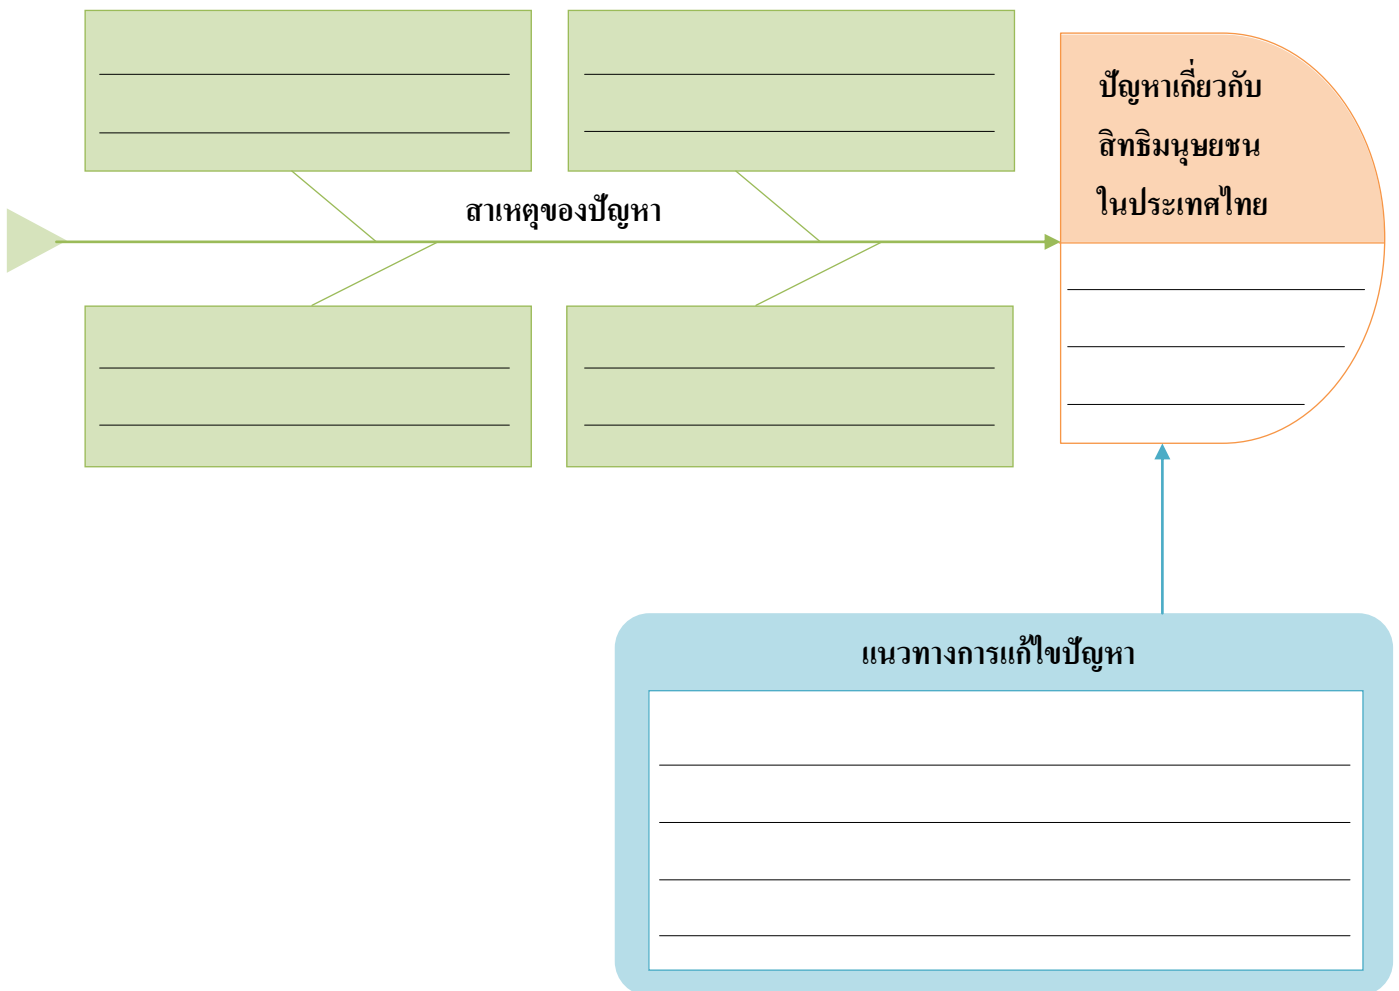 ปัญหาเกี่ยวกับ
สิทธิมนุษยชน
ในประเทศไทย
สาเหตุของปัญหา
แนวทางการแก้ไขปัญหา